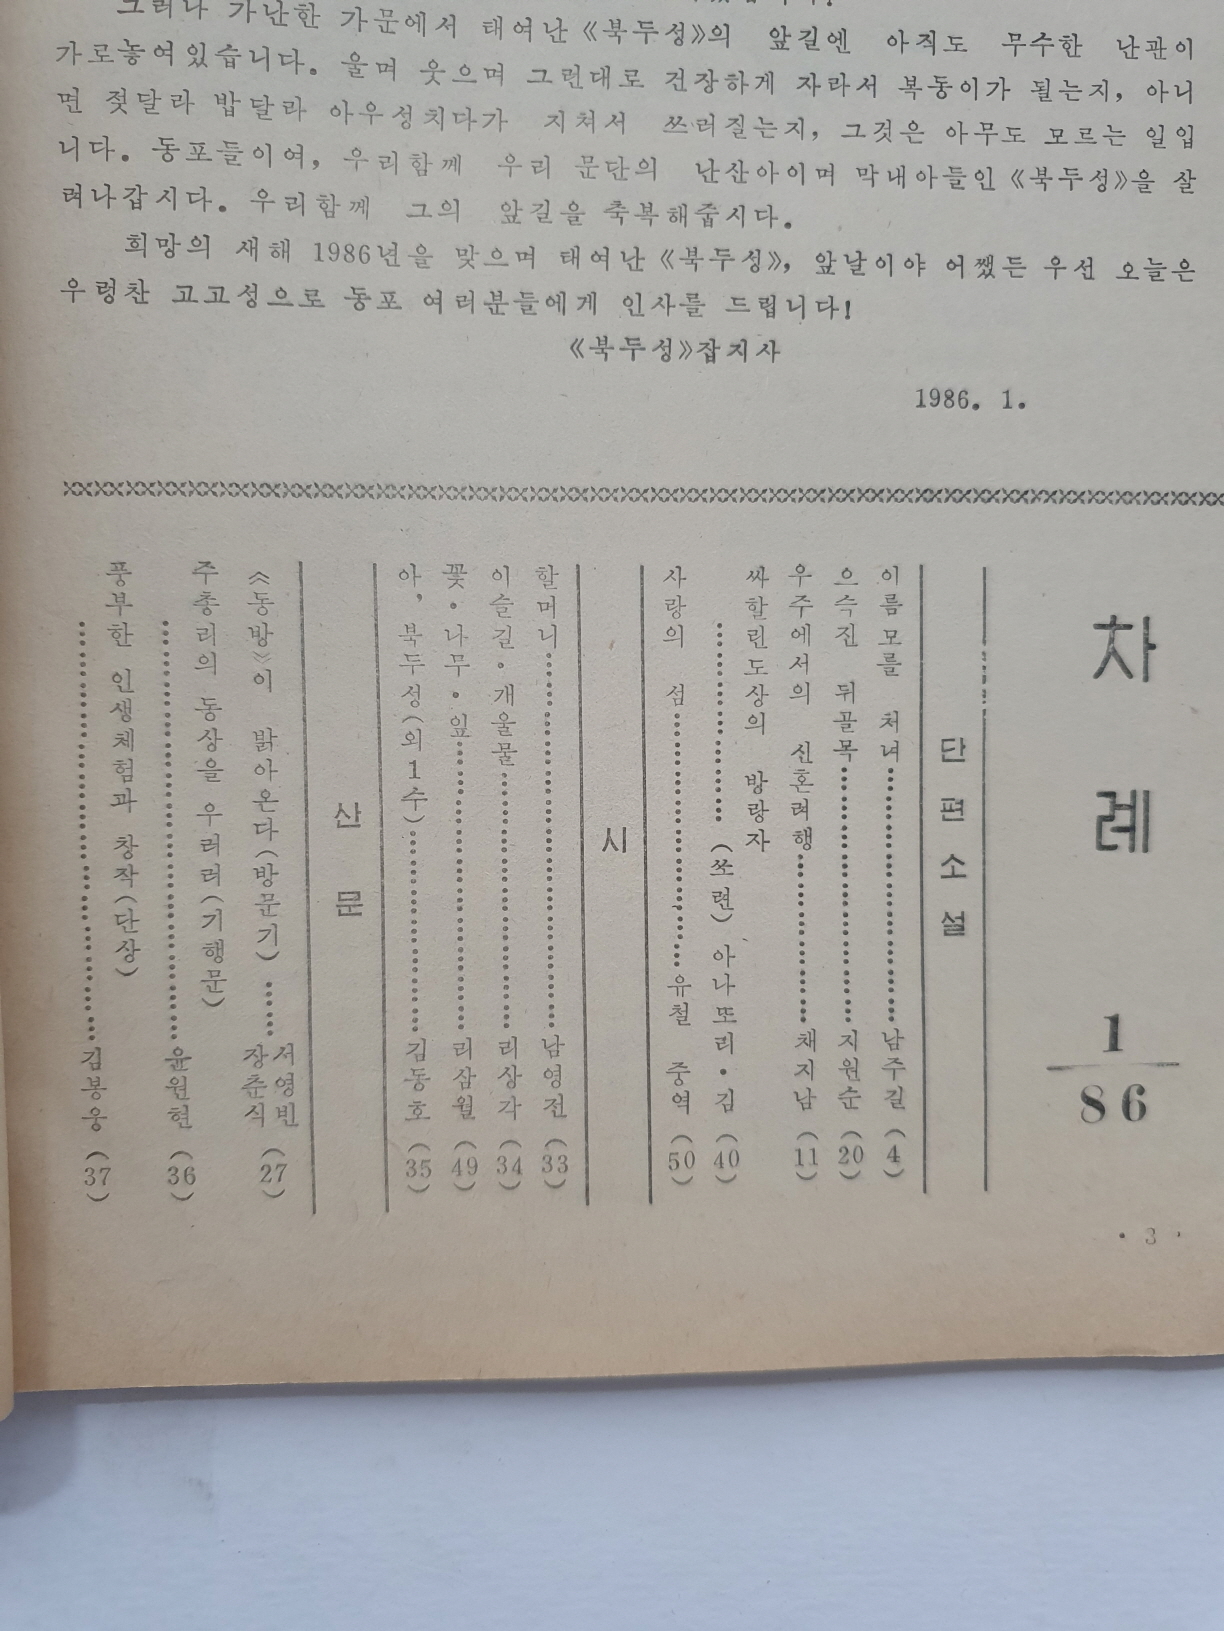 그러나 가난한 가문에서 태여난 《북두성》의 앞길엔 아직도 무수한 난관이
가로놓여있습니다. 울며 웃으며 그런대로 건장하게 자라서 복동이가 될는지, 아니
면 젖달라 밥달라 아우성치다가 지쳐서 쓰러질는지, 그것은 아무도 모르는 일입
니다. 동포들이여, 우리함께 우리 문단의 난산아이며 막내아들인 《북두성》을 살
려나갑시다. 우리함께 그의 앞길을 축복해줍시다.
희망의 새해 1986년을 맞으며 태여난 《북두성》, 앞날이야 어쨌든 우선 오늘은
우렁찬 고고성으로 동포 여러분들에게 인사를 드립니다!
《북두성》잡지사
1986. 1.
차례
1
86
단편소설
이름모를 처녀……남주길 (4)
으슥진 뒤골목……지원순 (20)
우주에서의 신혼려행……채지남 (11)
싸할린도상의 방랑자
……(쏘련) 아나또리·김 (40)
사랑의 섬……유철 중역 (50)
시
할머니……남영전 (33)
이슬길·개울물……리상각 (34)
꽃·나무·잎……리삼월 (49)
아, 북두성(외1수)……김동호 (35)
산문
《동방》이 밝아온다(방문기)……서영빈 장춘식 (27)
주총리의 동상을 우러러(기행문)
……윤원현 (36)
풍부한 인생체험과 창작(단상)
……김봉웅 (37)
· 3 ·